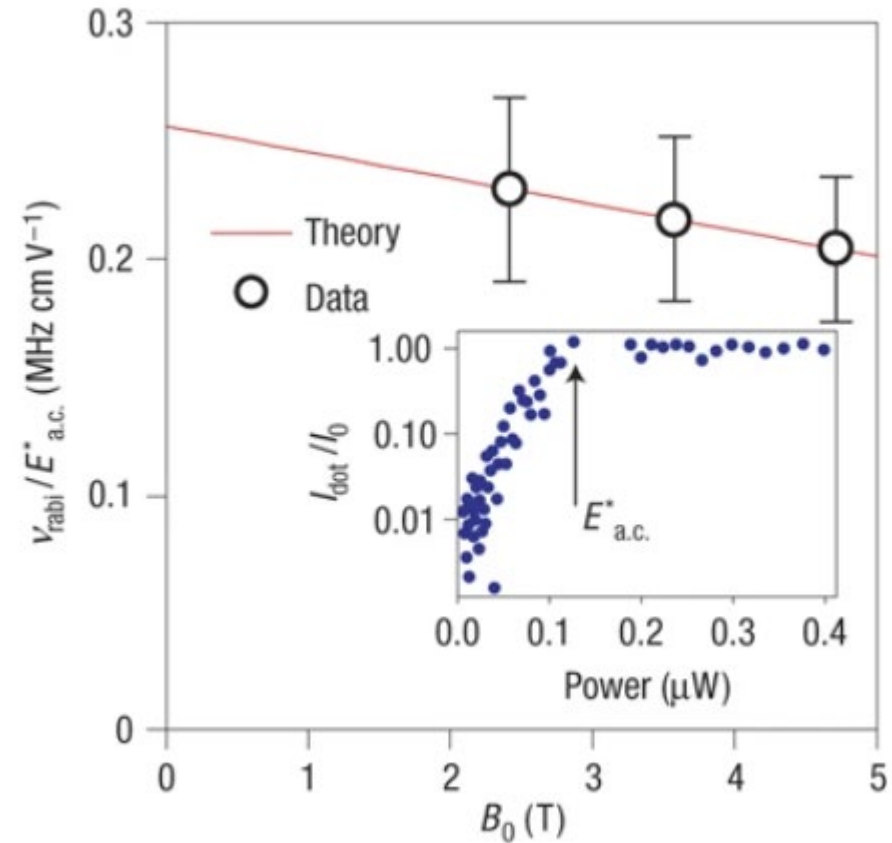 0.3
0.2
0.1
0
ν_rabi/E*_a.c. (MHz cm V⁻¹)
Theory
Data
1.00
0.10
0.01
I_dot/I_0
E*_a.c.
0.0 0.1 0.2 0.3 0.4
Power (μW)
0 1 2 3 4 5
B_0 (T)